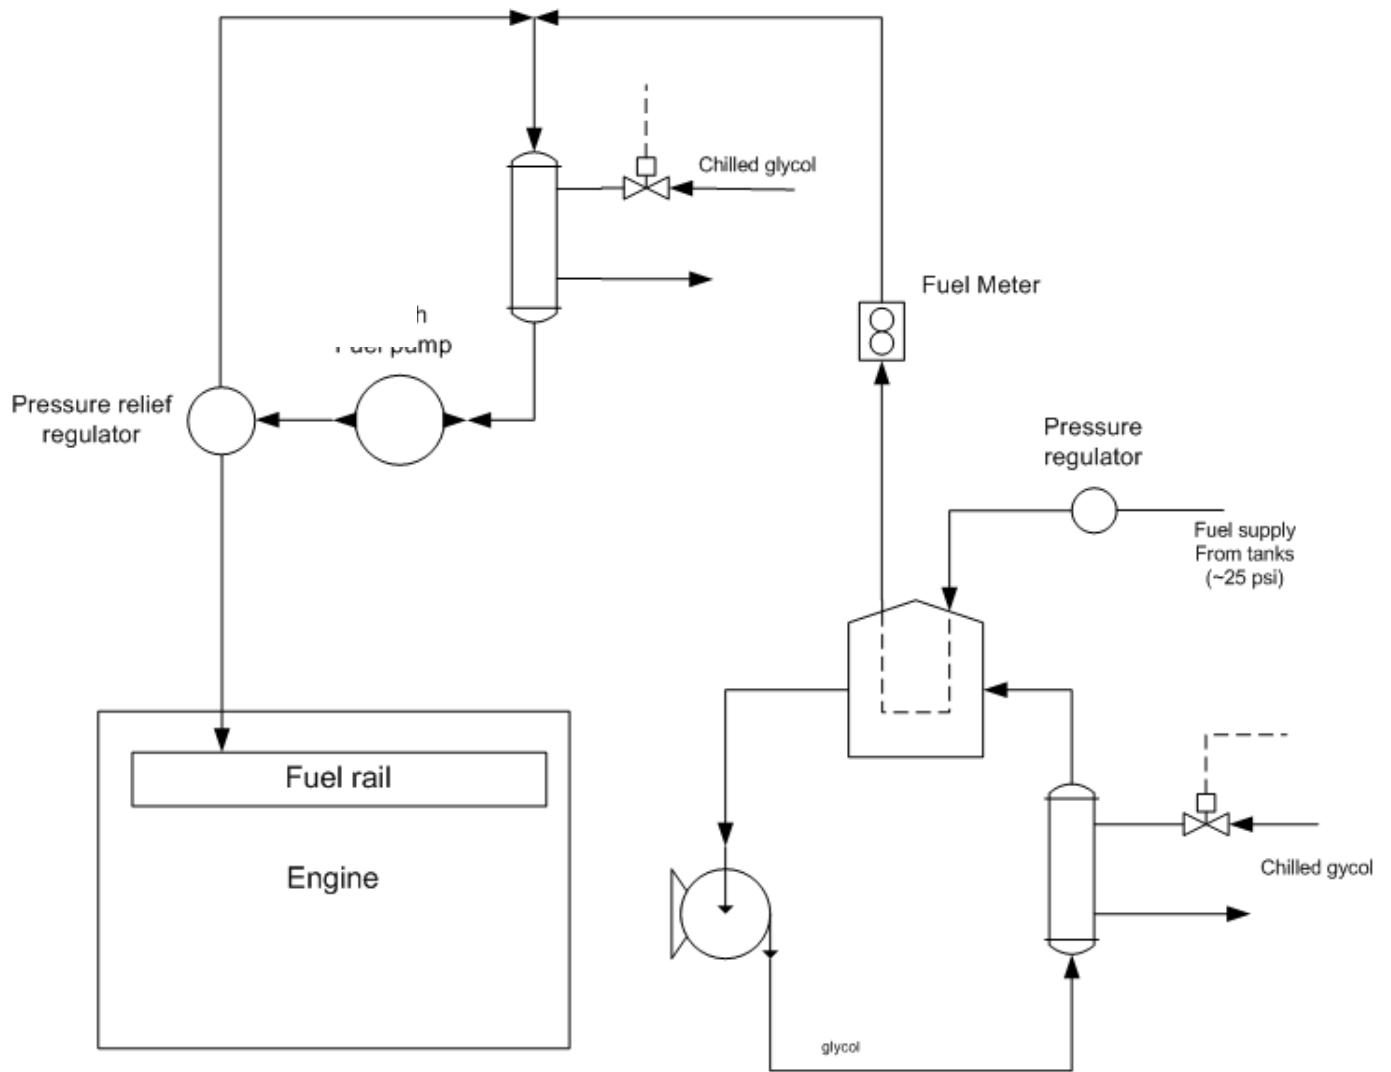 Chilled glycol
Fuel Meter
h
pump
Pressure relief
regulator
Pressure
regulator
Fuel supply
From tanks
(~25 psi)
Fuel rail
Engine
Chilled gycol
glycol